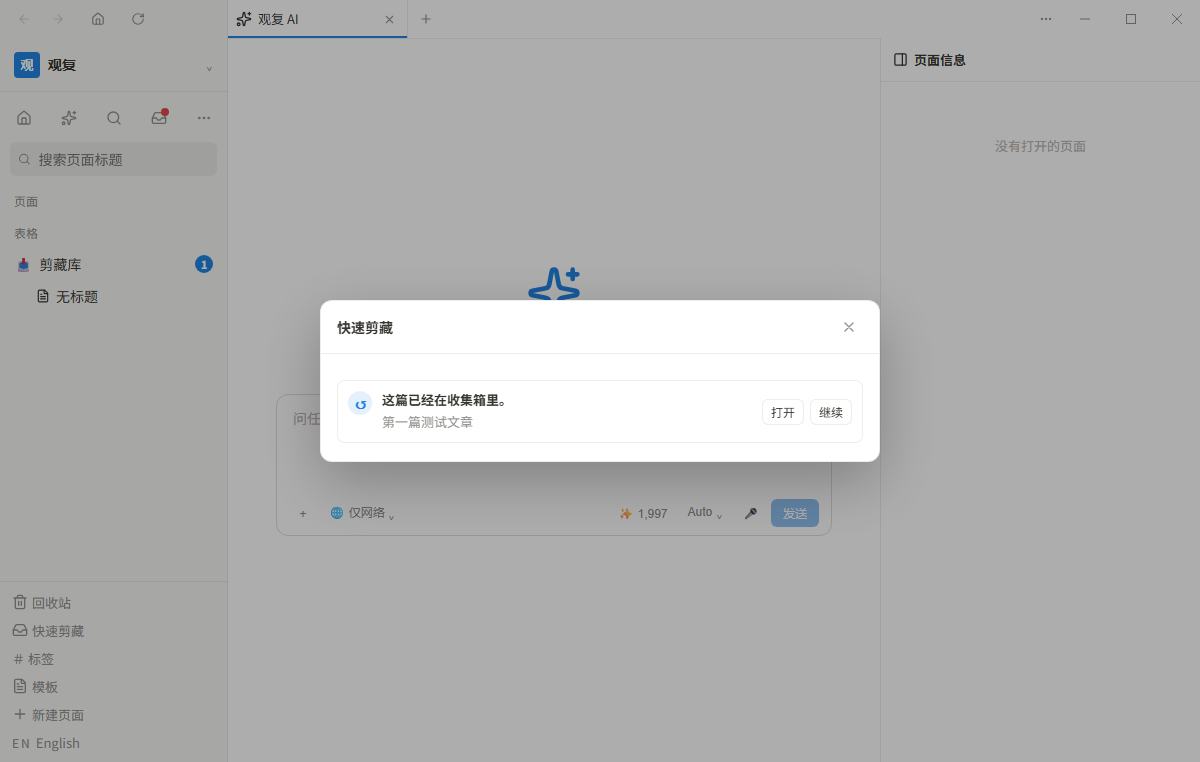 观复 AI
观 观复
搜索页面标题
页面
表格
剪藏库 1
无标题
回收站
快速剪藏
# 标签
模板
新建页面
EN English
快速剪藏
这篇已经在收集箱里。
第一篇测试文章
打开 继续
问任
+ 仅网络 1,997 Auto 发送
页面信息
没有打开的页面